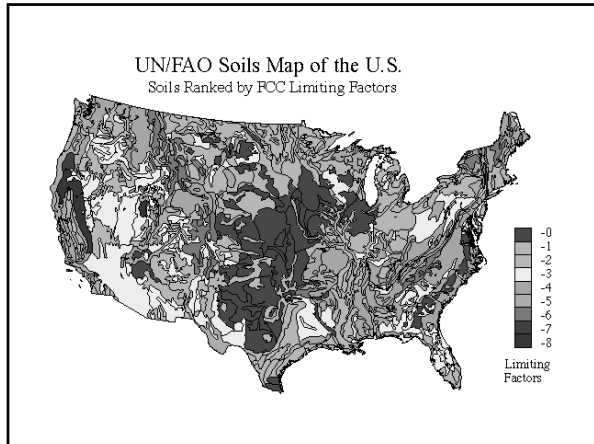 UN/FAO Soils Map of the U.S.
Soils Ranked by FCC Limiting Factors
-0
-1
-2
-3
-4
-5
-6
-7
-8
Limiting
Factors